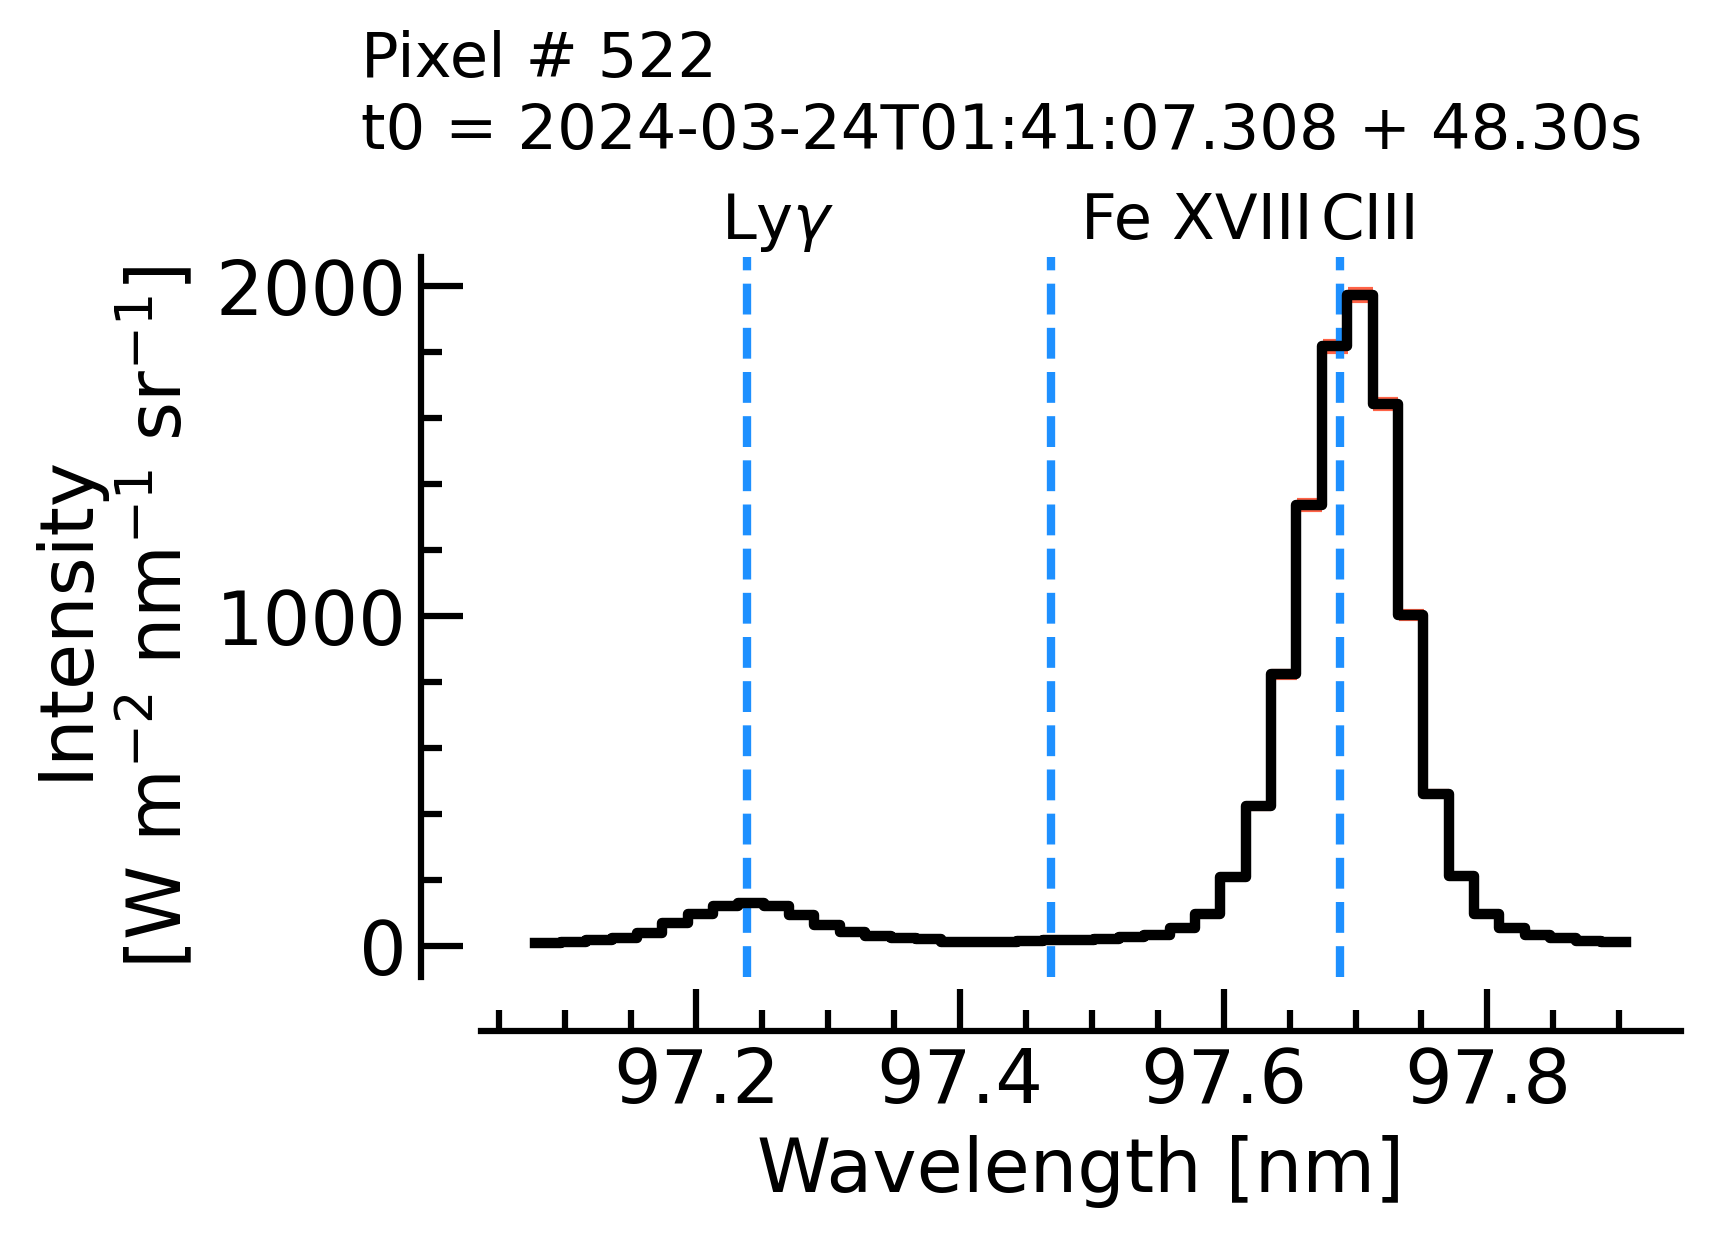 Pixel # 522
t0 = 2024-03-24T01:41:07.308 + 48.30s
Lyγ
Fe XVIII
CIII
Intensity
[W m⁻² nm⁻¹ sr⁻¹]
2000
1000
0
97.2
97.4
97.6
97.8
Wavelength [nm]